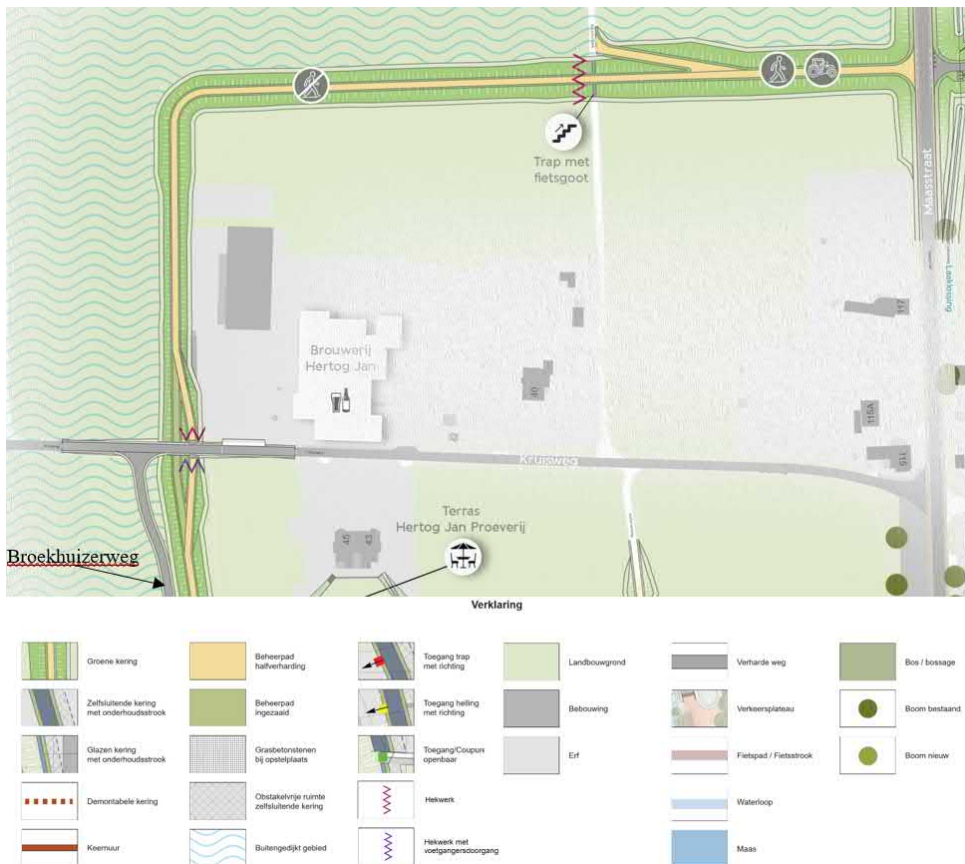 Trap met
fietsgoot
Maasstraat
Brouwerij
Hertog Jan
40
117
115A
115
Kruisweg
Terras
Hertog Jan Proeverij
45
43
Broekhuizerweg
Verklaring
Groene kering
Zelfsluitende kering
met onderhoudsstrook
Glazen kering
met onderhoudsstrook
Demontabele kering
Keermuur
Beheerpad
halfverharding
Beheerpad
ingezaaid
Grasbetonstenen
bij opstelplaats
Obstakelvrije ruimte
zelfsluitende kering
Buitengedijkt gebied
Toegang trap
met richting
Toegang helling
met richting
Toegang/Coupure
openbaar
Hekwerk
Hekwerk met
voetgangersdoorgang
Landbouwgrond
Bebouwing
Erf
Verharde weg
Verkeersplateau
Fietspad / Fietsstrook
Waterloop
Maas
Bos / bossage
Boom bestaand
Boom nieuw